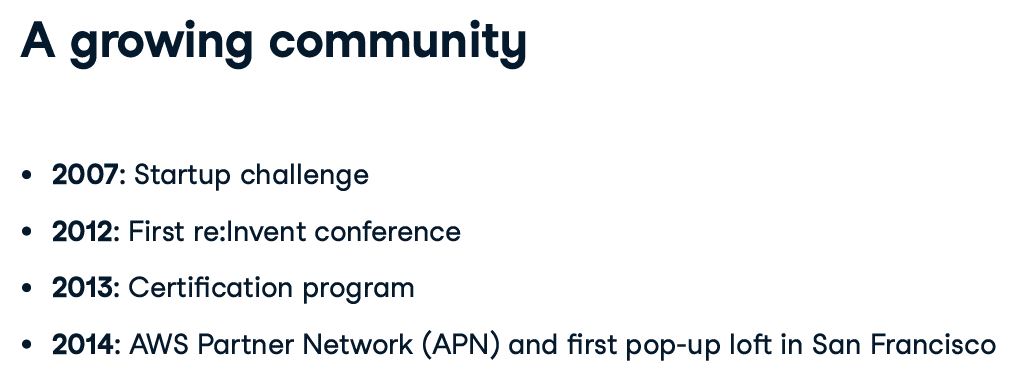 A growing community
• 2007: Startup challenge
• 2012: First re:Invent conference
• 2013: Certification program
• 2014: AWS Partner Network (APN) and first pop-up loft in San Francisco